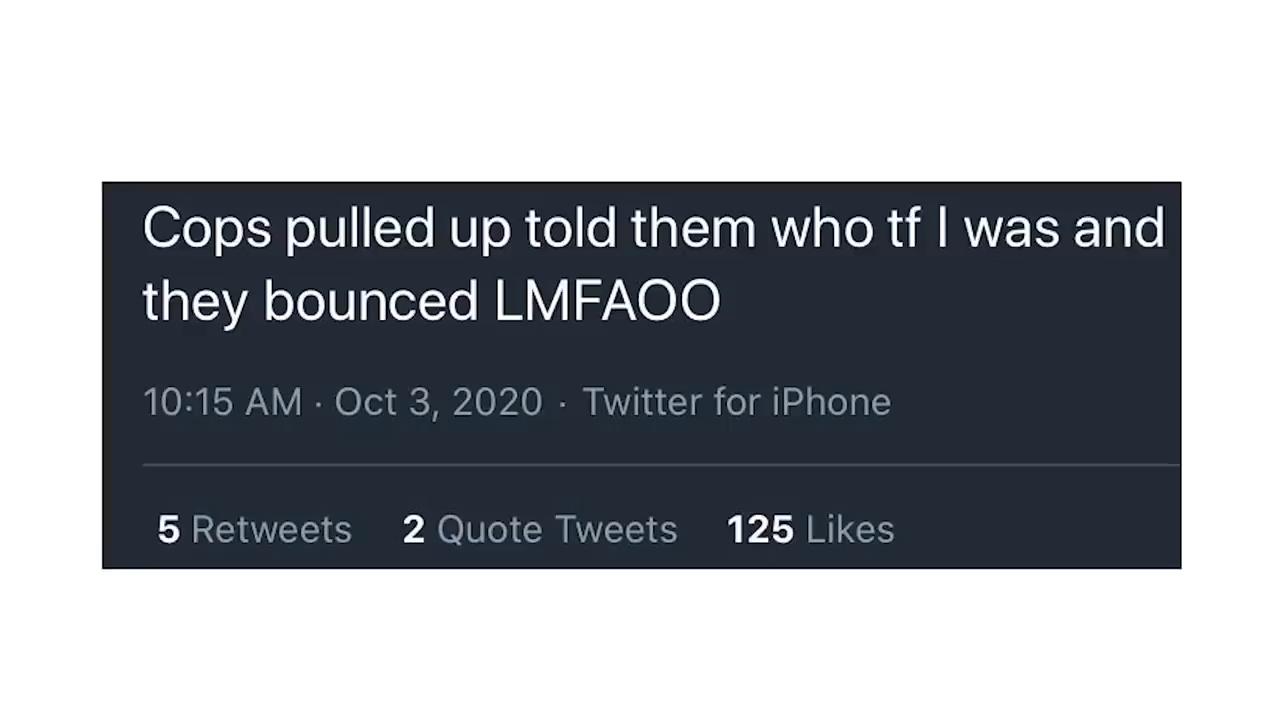 Cops pulled up told them who tf I was and
they bounced LMFAOO
10:15 AM · Oct 3, 2020 · Twitter for iPhone
5 Retweets 2 Quote Tweets 125 Likes